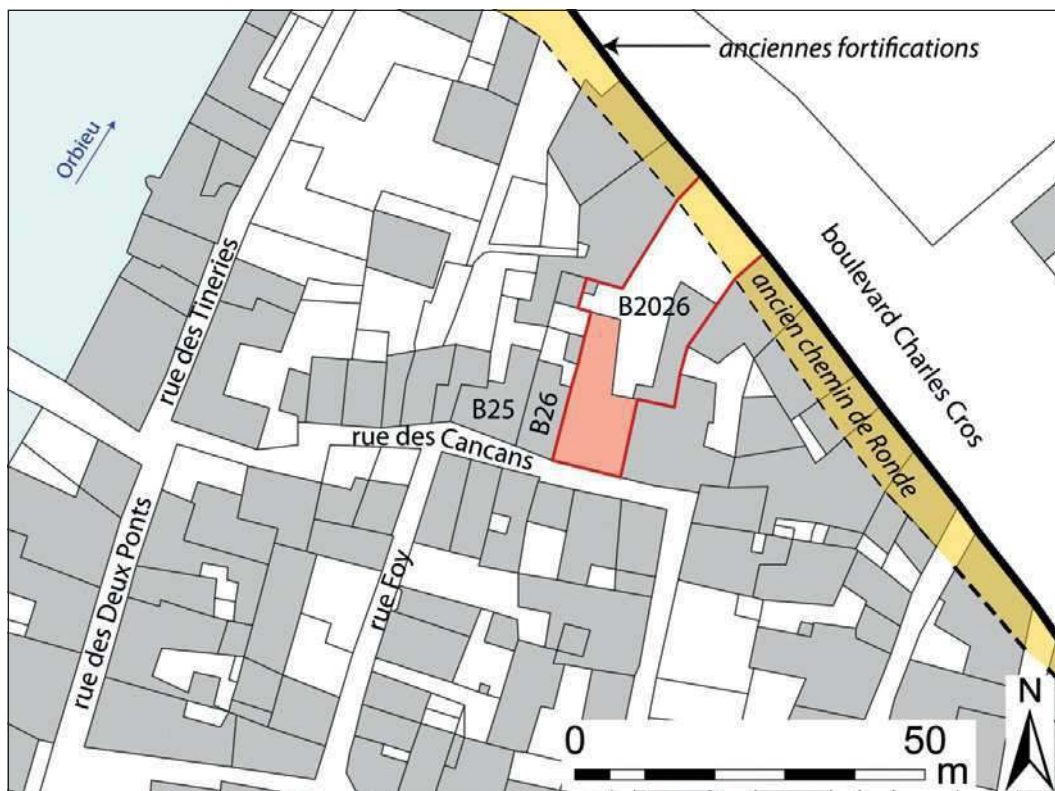 anciennes fortifications
Orbieu
boulevard Charles Cros
rue des Tineries
B2026
ancien chemin de Ronde
B25
B26
rue des Cancans
rue des Deux Ponts
rue Foy
N
0 50
m